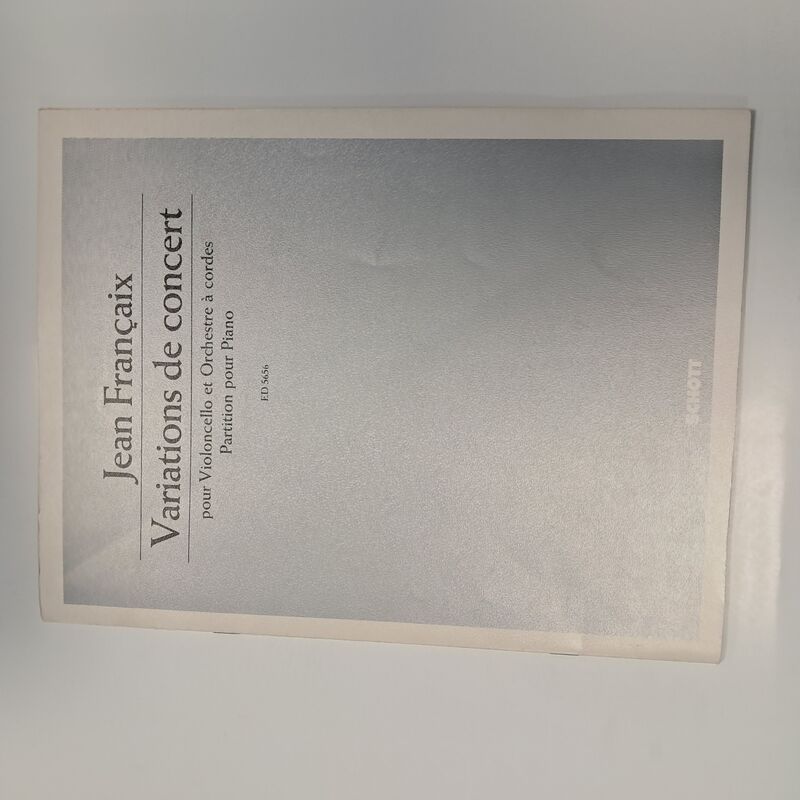 Jean Françaix
Variations de concert
pour Violoncello et Orchestre à cordes
Partition pour Piano
ED 5656
SCHOTT